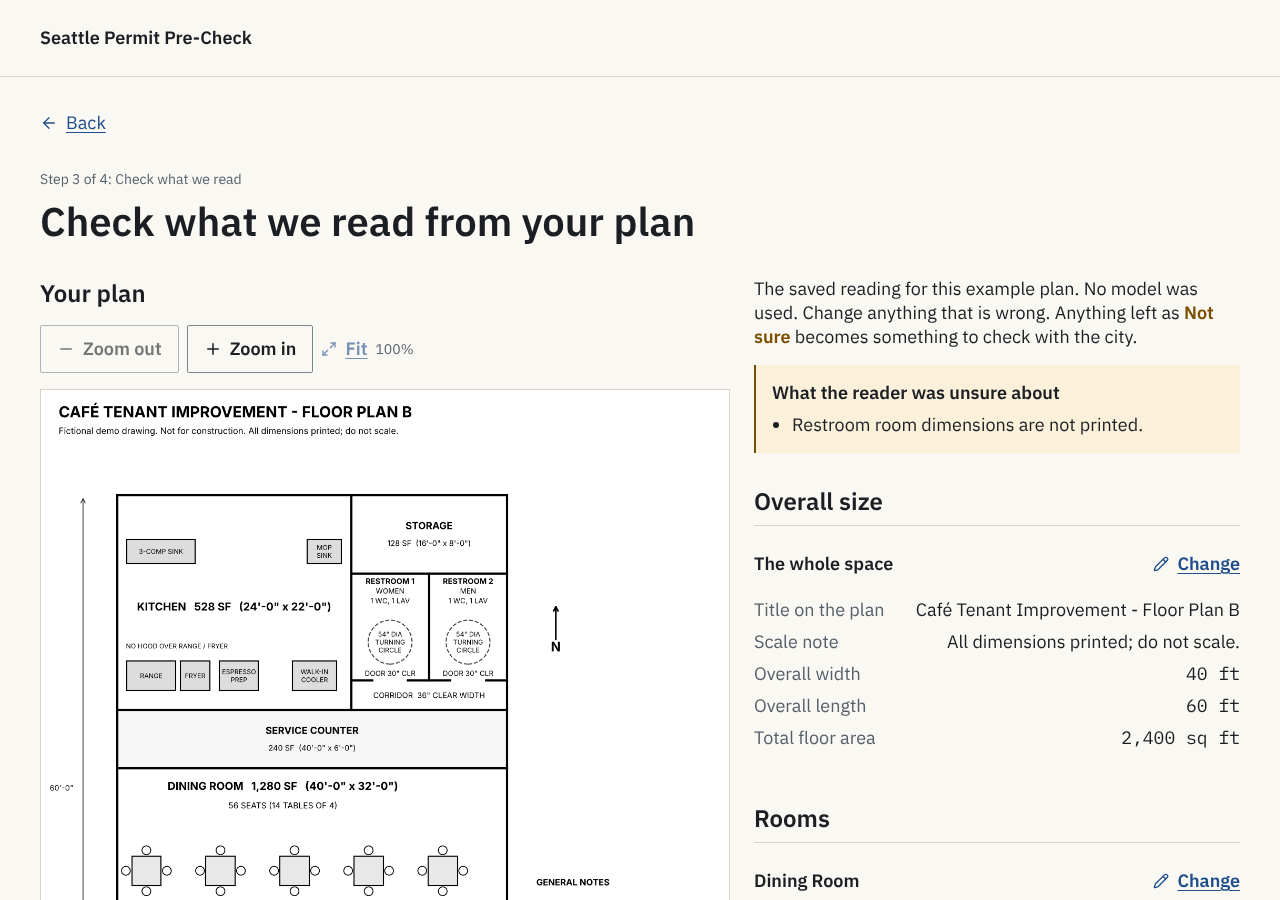 Seattle Permit Pre-Check
Back
Step 3 of 4: Check what we read
Check what we read from your plan
Your plan
Zoom out
Zoom in
Fit
100%
CAFÉ TENANT IMPROVEMENT - FLOOR PLAN B
Fictional demo drawing. Not for construction. All dimensions printed; do not scale.
3-COMP SINK
MOP
SINK
STORAGE
128 SF (16'-0" x 8'-0")
RESTROOM 1
WOMEN
1 WC, 1 LAV
RESTROOM 2
MEN
1 WC, 1 LAV
KITCHEN 528 SF (24'-0" x 22'-0")
54" DIA
TURNING
CIRCLE
54" DIA
TURNING
CIRCLE
N
NO HOOD OVER RANGE / FRYER
RANGE
FRYER
ESPRESSO
PREP
WALK-IN
COOLER
DOOR 30" CLR
DOOR 30" CLR
CORRIDOR 36" CLEAR WIDTH
SERVICE COUNTER
240 SF (40'-0" x 6'-0")
60'-0"
DINING ROOM 1,280 SF (40'-0" x 32'-0")
56 SEATS (14 TABLES OF 4)
GENERAL NOTES
The saved reading for this example plan. No model was
used. Change anything that is wrong. Anything left as Not
sure becomes something to check with the city.
What the reader was unsure about
Restroom room dimensions are not printed.
Overall size
The whole space
Change
Title on the plan Café Tenant Improvement - Floor Plan B
Scale note All dimensions printed; do not scale.
Overall width 40 ft
Overall length 60 ft
Total floor area 2,400 sq ft
Rooms
Dining Room
Change